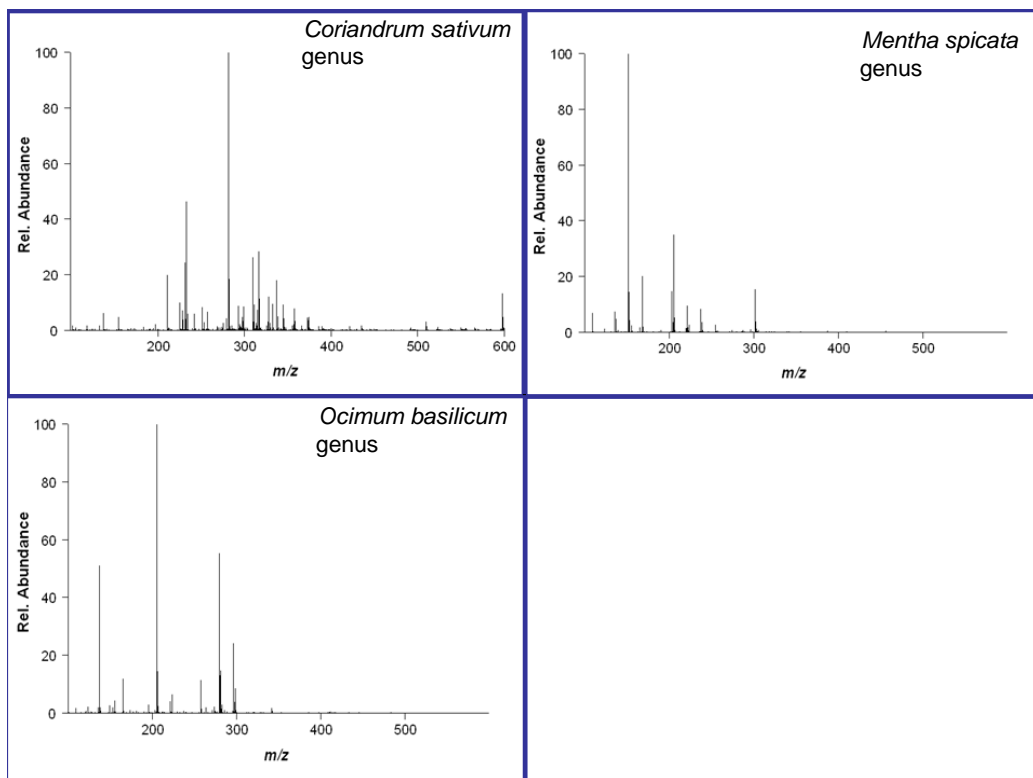 Coriandrum sativum
genus
100
80
60
40
20
0
Rel. Abundance
200 300 400 500 600
m/z
Mentha spicata
genus
100
80
60
40
20
0
Rel. Abundance
200 300 400 500
m/z
Ocimum basilicum
genus
100
80
60
40
20
0
Rel. Abundance
200 300 400 500
m/z